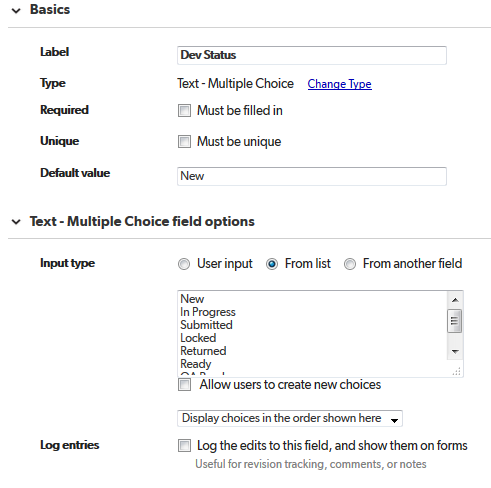 Basics
Label Dev Status
Type Text - Multiple Choice Change Type
Required Must be filled in
Unique Must be unique
Default value New
Text - Multiple Choice field options
Input type User input From list From another field
New
In Progress
Submitted
Locked
Returned
Ready
Allow users to create new choices
Display choices in the order shown here
Log entries Log the edits to this field, and show them on forms
Useful for revision tracking, comments, or notes